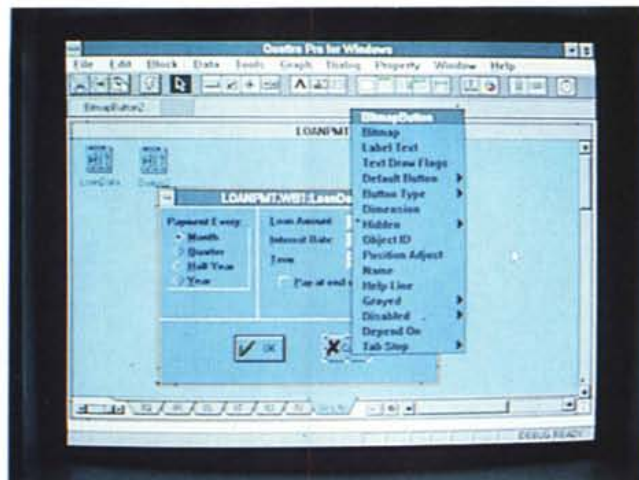 Quattro Pro for Windows
File Edit Block Data Tools Graph Dialog Property Window Help
BitmapButton2
LOANPMT
LOANPMT.WB1:LoanDa
Payment Every
Month
Quarter
Half Year
Year
Loan Amount
Interest Rate
Term
Pay at end
OK
BitmapButton
Bitmap
Label Text
Text Draw Flags
Default Button
Button Type
Dimension
Hidden
Object ID
Position Adjust
Name
Help Line
Grayed
Disabled
Depend On
Tab Stop
DEBUG READY